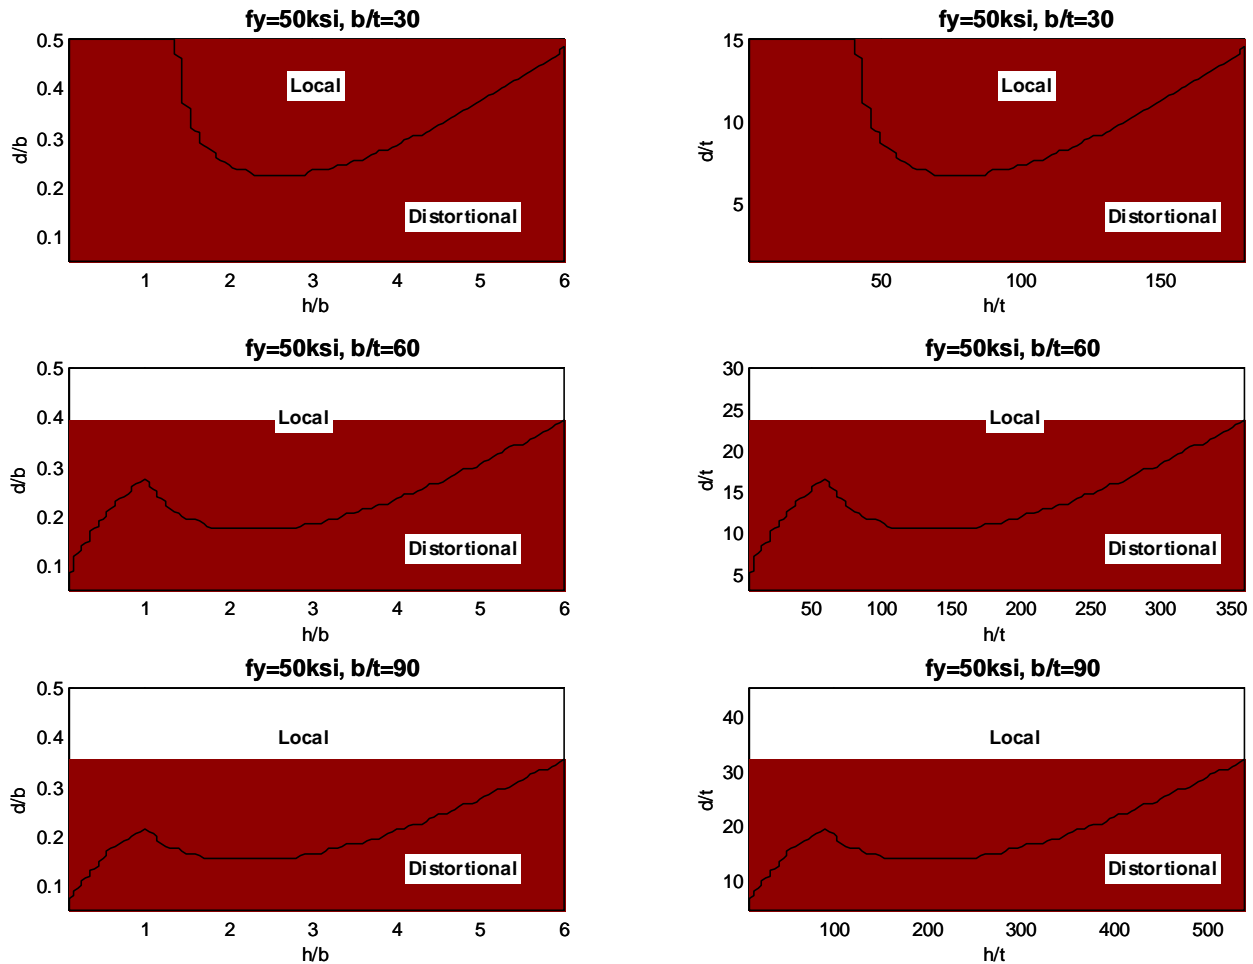 fy=50ksi, b/t=30
0.5
0.4
0.3
0.2
0.1
d/b
Local
Distortional
1 2 3 4 5 6
h/b
fy=50ksi, b/t=30
15
10
5
d/t
Local
Distortional
50 100 150
h/t
fy=50ksi, b/t=60
0.5
0.4
0.3
0.2
0.1
d/b
Local
Distortional
1 2 3 4 5 6
h/b
fy=50ksi, b/t=60
30
25
20
15
10
5
d/t
Local
Distortional
50 100 150 200 250 300 350
h/t
fy=50ksi, b/t=90
0.5
0.4
0.3
0.2
0.1
d/b
Local
Distortional
1 2 3 4 5 6
h/b
fy=50ksi, b/t=90
40
30
20
10
d/t
Local
Distortional
100 200 300 400 500
h/t